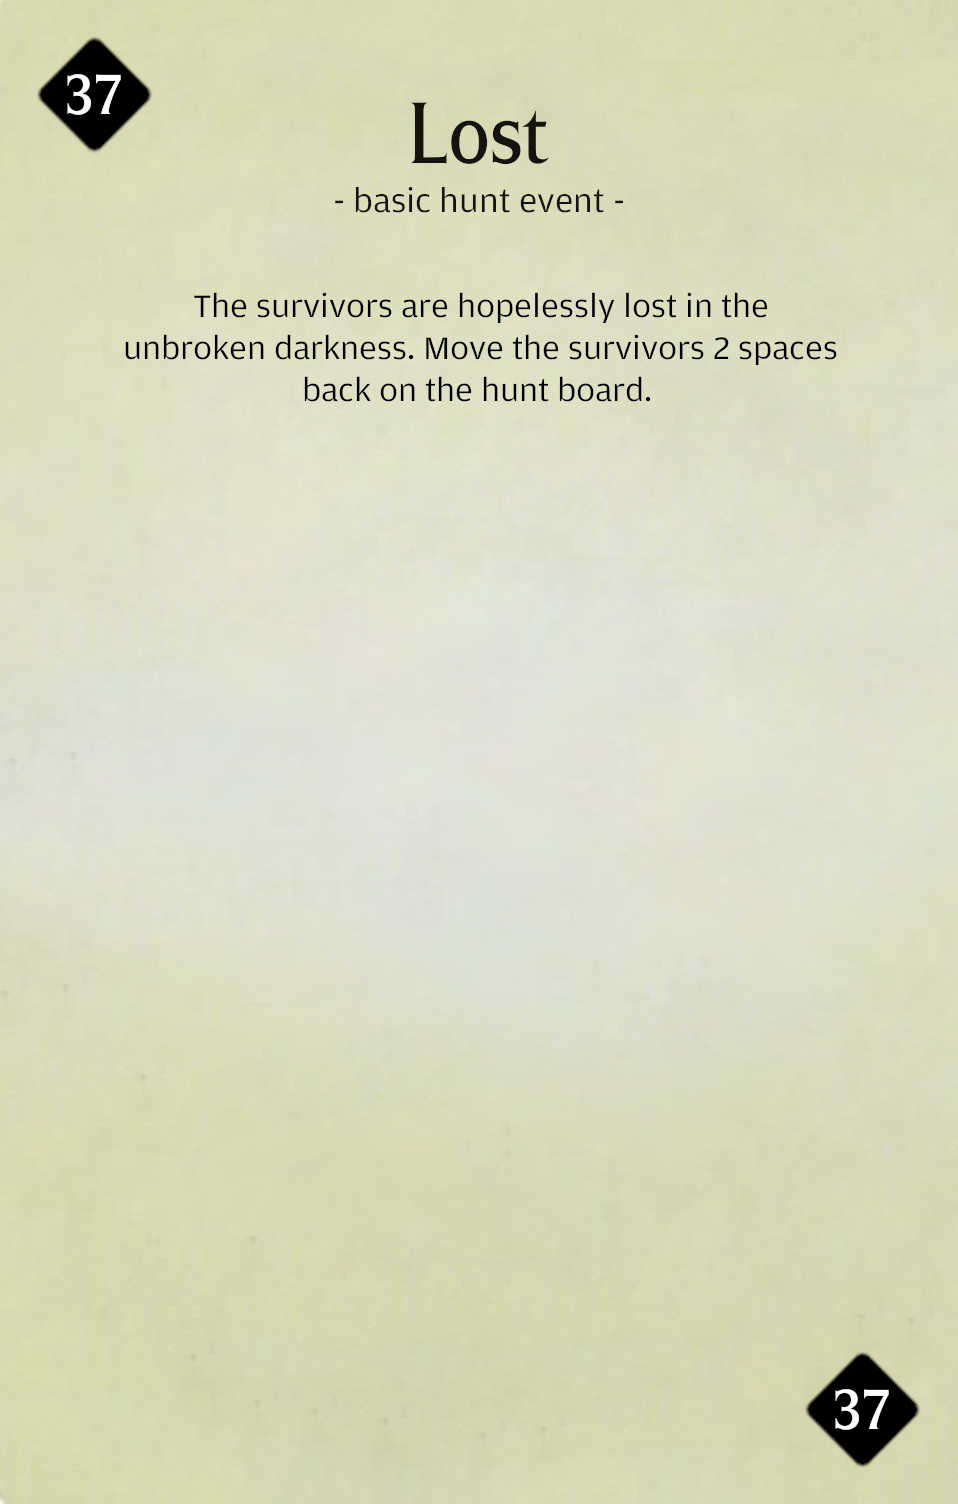 37
Lost
- basic hunt event -
The survivors are hopelessly lost in the
unbroken darkness. Move the survivors 2 spaces
back on the hunt board.
37